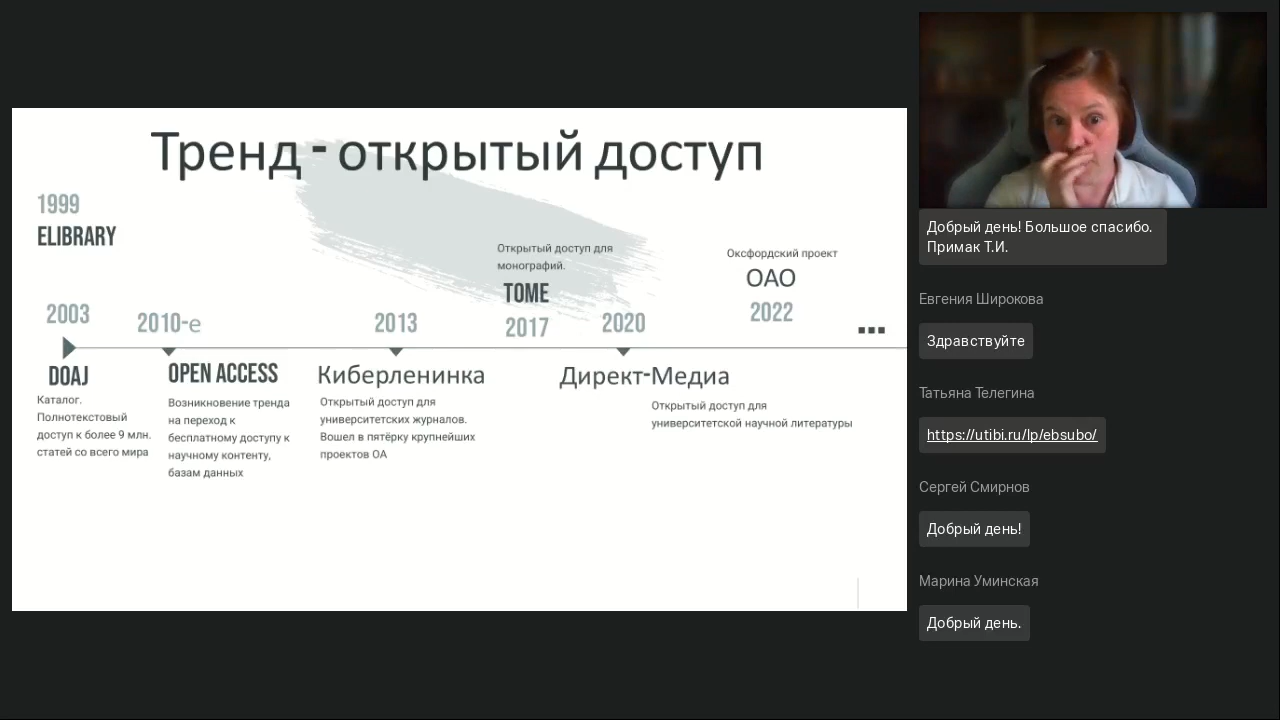 Тренд - открытый доступ
1999
ELIBRARY
Открытый доступ для
монографий.
TOME
2017
Оксфордский проект
ОАО
2022
2003
2010-е
2013
2020
...
DOAJ
Каталог.
Полнотекстовый
доступ к более 9 млн.
статей со всего мира
OPEN ACCESS
Возникновение тренда
на переход к
бесплатному доступу к
научному контенту,
базам данных
Киберленинка
Открытый доступ для
университетских журналов.
Вошел в пятёрку крупнейших
проектов ОА
Директ-Медиа
Открытый доступ для
университетской научной литературы
Добрый день! Большое спасибо.
Примак Т.И.
Евгения Широкова
Здравствуйте
Татьяна Телегина
https://utibi.ru/lp/ebsubo/
Сергей Смирнов
Добрый день!
Марина Уминская
Добрый день.